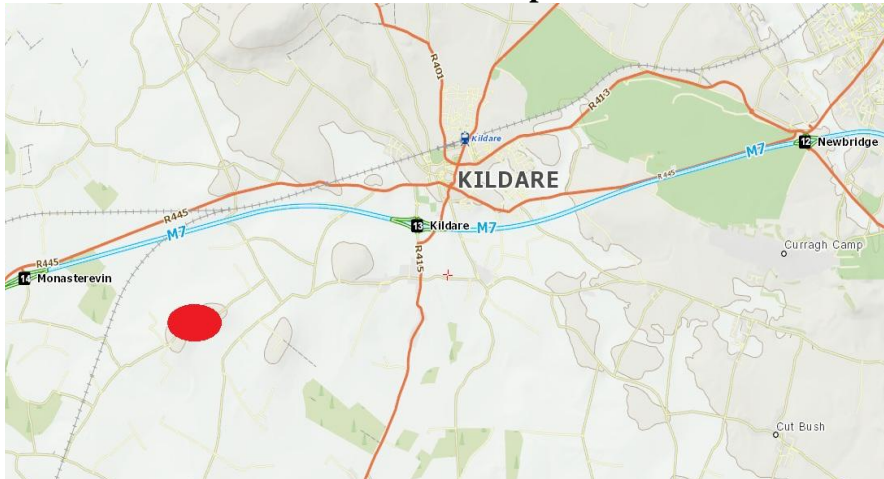 R401
R413
Kildare
12 Newbridge
M7
R445
KILDARE
R445
M7
13 Kildare
M7
R415
Curragh Camp
R445
14 Monasterevin
Cut Bush